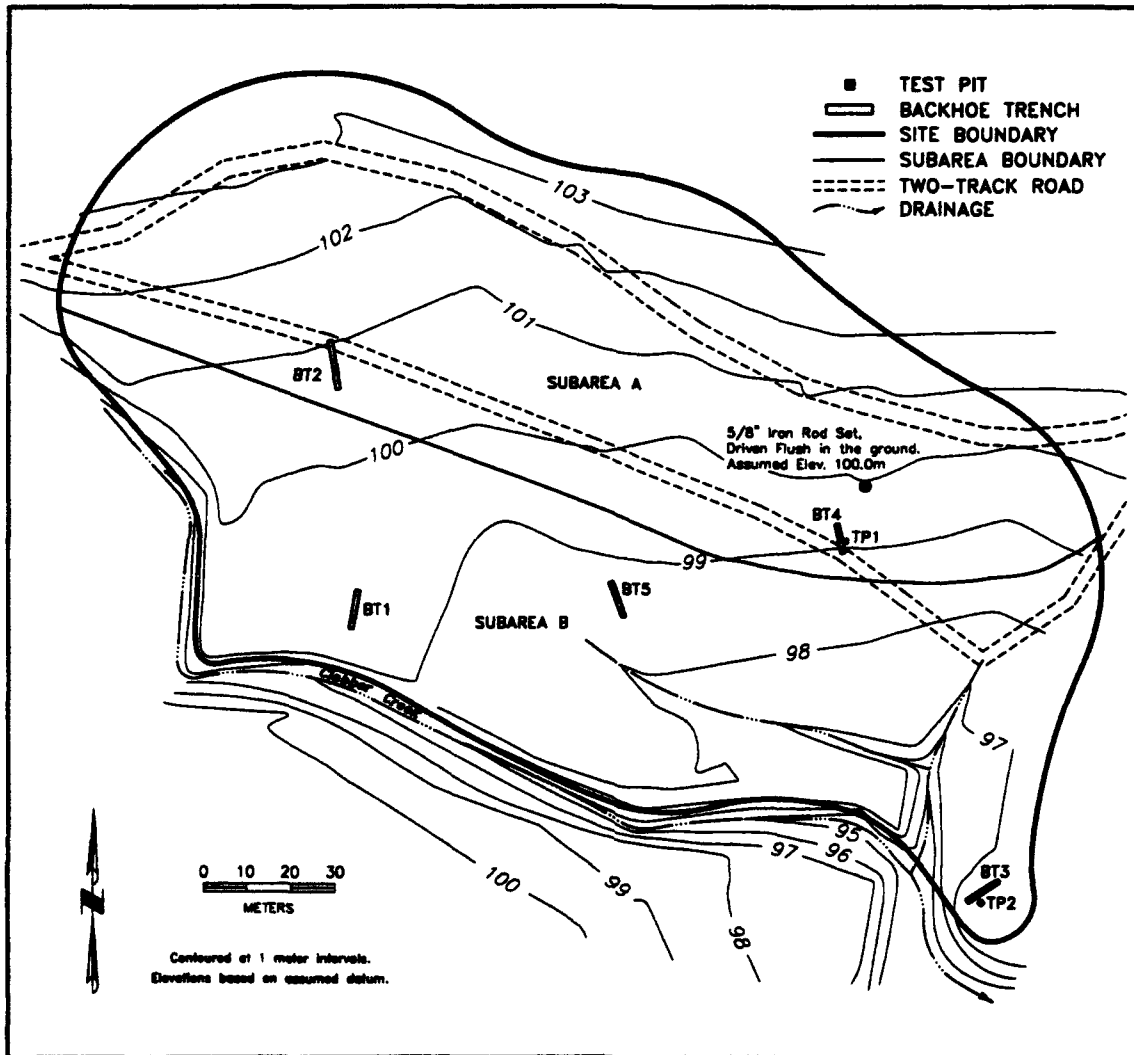 TEST PIT
BACKHOE TRENCH
SITE BOUNDARY
SUBAREA BOUNDARY
TWO-TRACK ROAD
DRAINAGE
103
102
101
BT2
SUBAREA A
5/8" Iron Rod Set,
Driven Flush in the ground.
Assumed Elev. 100.0m
100
BT4
TP1
99
BT1
BT5
SUBAREA B
98
Clabber Creek
97
95
96
97
BT3
TP2
100
99
98
N
0 10 20 30
METERS
Contoured at 1 meter intervals.
Elevations based on assumed datum.